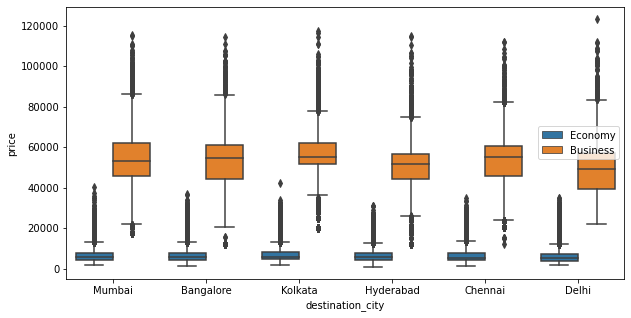 120000
100000
80000
60000
40000
20000
0
price
Economy
Business
Mumbai
Bangalore
Kolkata
Hyderabad
Chennai
Delhi
destination_city